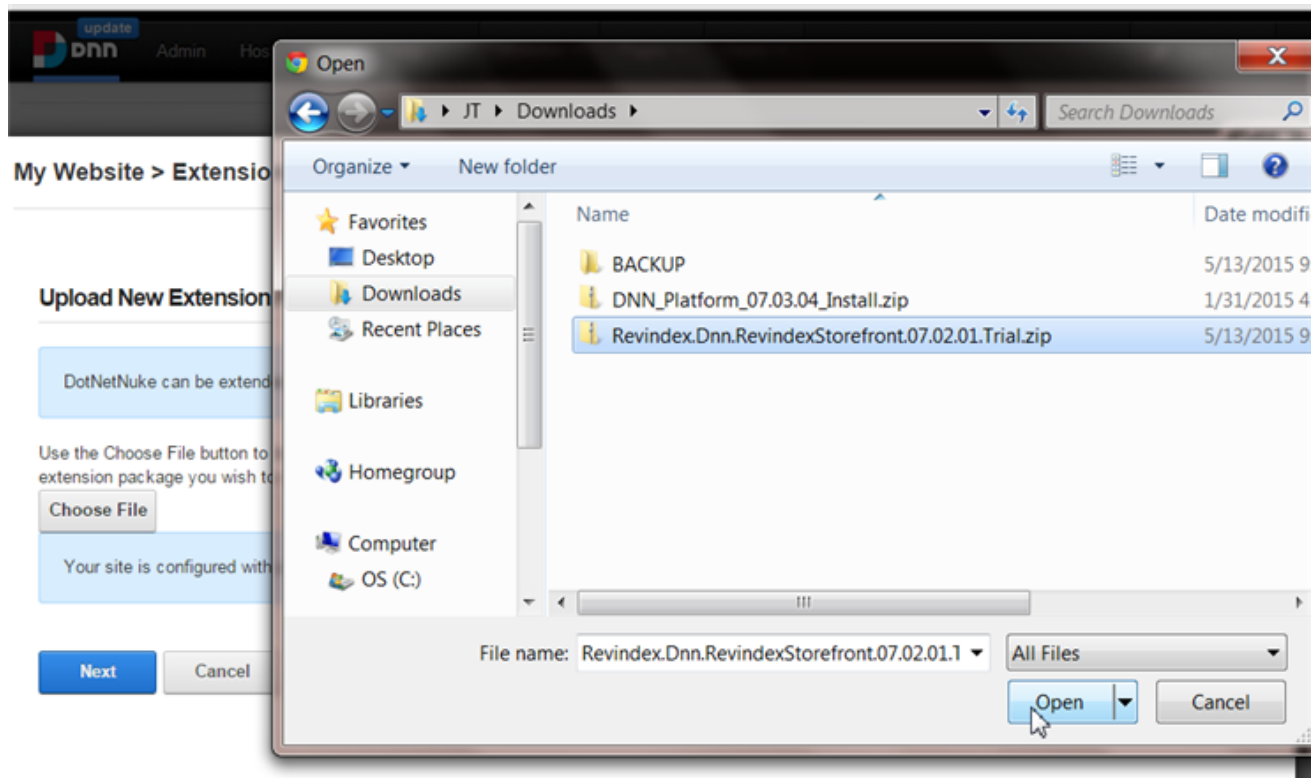 update
DNN Admin Hos
Open
JT Downloads
Search Downloads
My Website > Extensio
Organize New folder
Name Date modifi
Favorites
Desktop
Downloads
Recent Places
Libraries
Homegroup
Computer
OS (C:)
BACKUP 5/13/2015 9
DNN_Platform_07.03.04_Install.zip 1/31/2015 4
Revindex.Dnn.RevindexStorefront.07.02.01.Trial.zip 5/13/2015 9
Upload New Extension
DotNetNuke can be extend
Use the Choose File button to
extension package you wish to
Choose File
Your site is configured with
Next Cancel
File name: Revindex.Dnn.RevindexStorefront.07.02.01.T All Files
Open Cancel